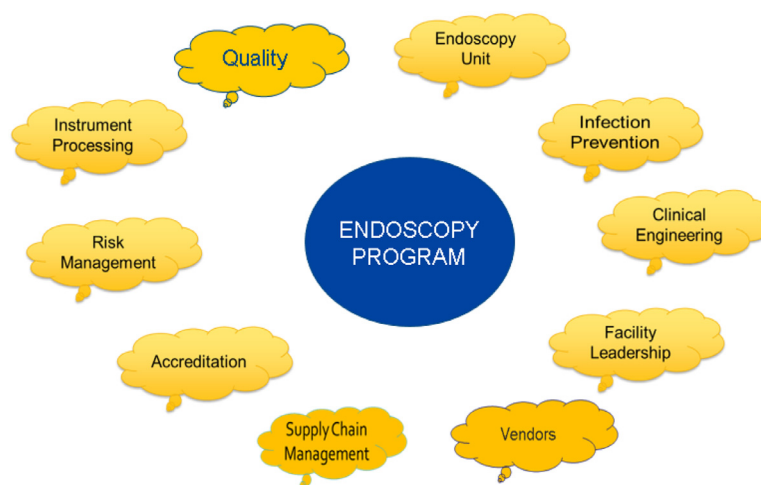 Quality
Endoscopy
Unit
Instrument
Processing
Infection
Prevention
ENDOSCOPY
PROGRAM
Clinical
Engineering
Risk
Management
Facility
Leadership
Accreditation
Supply Chain
Management
Vendors